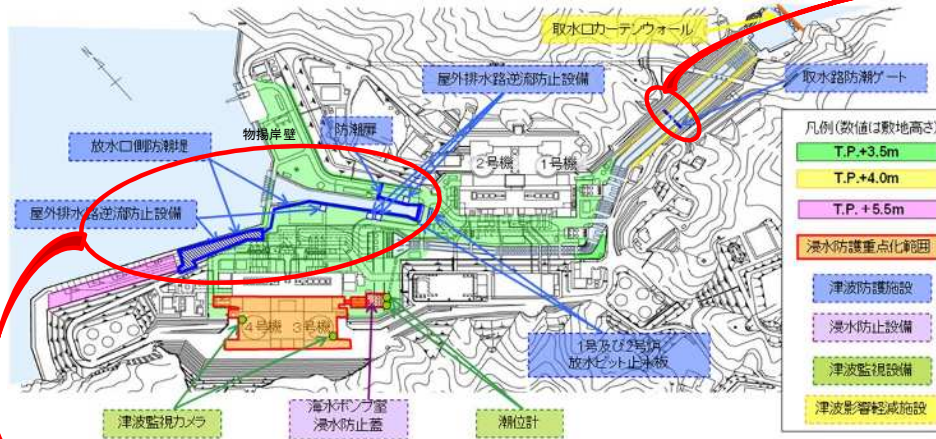 取水口カーテンウォール
屋外排水路逆流防止設備
取水路防潮ゲート
物揚岸壁
防潮扉
放水口側防潮堤
2号機
1号機
屋外排水路逆流防止設備
4号機
3号機
1号及び2号機
放水ピット止水板
津波監視カメラ
海水ポンプ室
浸水防止蓋
潮位計
凡例(数値は敷地高さ)
T.P.+3.5m
T.P.+4.0m
T.P.+5.5m
浸水防護重点化範囲
津波防護施設
浸水防止設備
津波監視設備
津波影響軽減施設